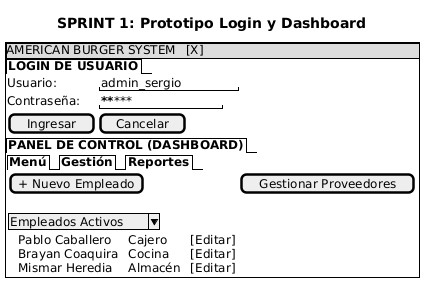 SPRINT 1: Prototipo Login y Dashboard
AMERICAN BURGER SYSTEM [X]
LOGIN DE USUARIO
Usuario: admin_sergio
Contraseña: *****
Ingresar Cancelar
PANEL DE CONTROL (DASHBOARD)
Menú Gestión Reportes
+ Nuevo Empleado Gestionar Proveedores
Empleados Activos
Pablo Caballero Cajero [Editar]
Brayan Coaquira Cocina [Editar]
Mismar Heredia Almacén [Editar]